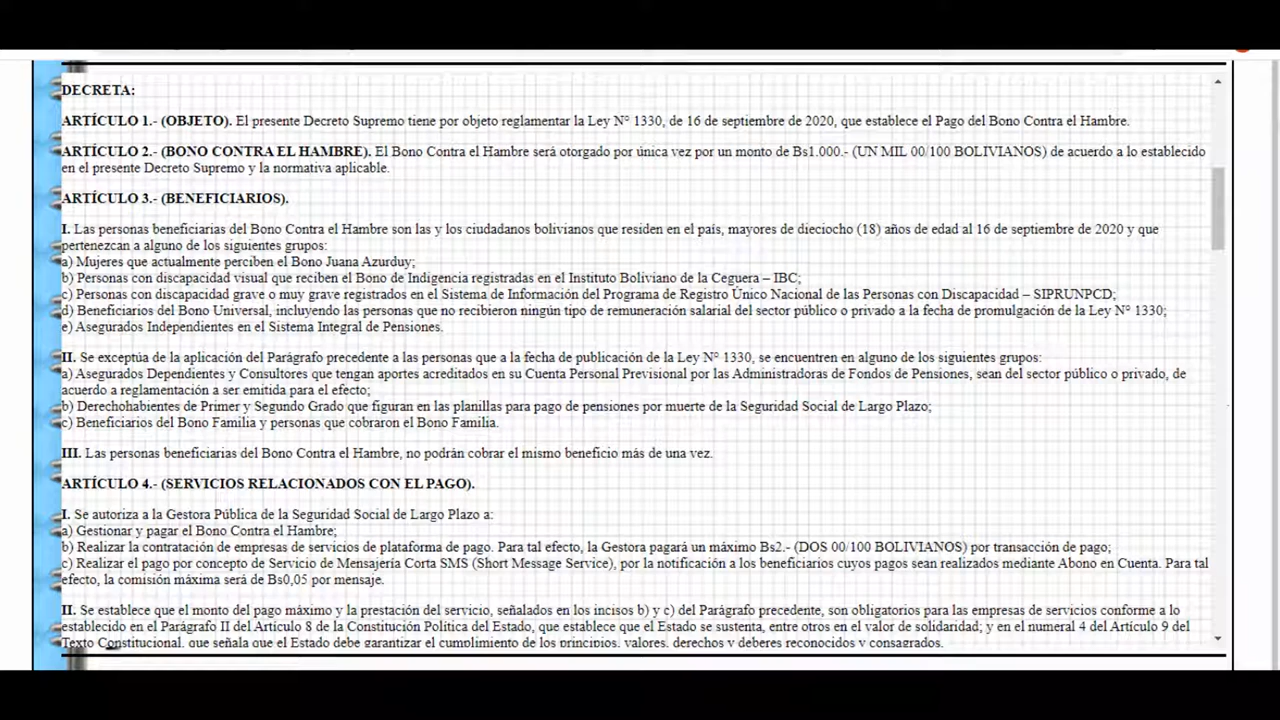 DECRETA:
ARTÍCULO 1.- (OBJETO). El presente Decreto Supremo tiene por objeto reglamentar la Ley N° 1330, de 16 de septiembre de 2020, que establece el Pago del Bono Contra el Hambre.
ARTÍCULO 2.- (BONO CONTRA EL HAMBRE). El Bono Contra el Hambre será otorgado por única vez por un monto de Bs1.000.- (UN MIL 00/100 BOLIVIANOS) de acuerdo a lo establecido
en el presente Decreto Supremo y la normativa aplicable.
ARTÍCULO 3.- (BENEFICIARIOS).
I. Las personas beneficiarias del Bono Contra el Hambre son las y los ciudadanos bolivianos que residen en el país, mayores de dieciocho (18) años de edad al 16 de septiembre de 2020 y que
pertenezcan a alguno de los siguientes grupos:
a) Mujeres que actualmente perciben el Bono Juana Azurduy;
b) Personas con discapacidad visual que reciben el Bono de Indigencia registradas en el Instituto Boliviano de la Ceguera – IBC;
c) Personas con discapacidad grave o muy grave registrados en el Sistema de Información del Programa de Registro Único Nacional de las Personas con Discapacidad – SIPRUNPCD;
d) Beneficiarios del Bono Universal, incluyendo las personas que no recibieron ningún tipo de remuneración salarial del sector público o privado a la fecha de promulgación de la Ley N° 1330;
e) Asegurados Independientes en el Sistema Integral de Pensiones.
II. Se exceptúa de la aplicación del Parágrafo precedente a las personas que a la fecha de publicación de la Ley N° 1330, se encuentren en alguno de los siguientes grupos:
a) Asegurados Dependientes y Consultores que tengan aportes acreditados en su Cuenta Personal Previsional por las Administradoras de Fondos de Pensiones, sean del sector público o privado, de
acuerdo a reglamentación a ser emitida para el efecto;
b) Derechohabientes de Primer y Segundo Grado que figuran en las planillas para pago de pensiones por muerte de la Seguridad Social de Largo Plazo;
c) Beneficiarios del Bono Familia y personas que cobraron el Bono Familia.
III. Las personas beneficiarias del Bono Contra el Hambre, no podrán cobrar el mismo beneficio más de una vez.
ARTÍCULO 4.- (SERVICIOS RELACIONADOS CON EL PAGO).
I. Se autoriza a la Gestora Pública de la Seguridad Social de Largo Plazo a:
a) Gestionar y pagar el Bono Contra el Hambre;
b) Realizar la contratación de empresas de servicios de plataforma de pago. Para tal efecto, la Gestora pagará un máximo Bs2.- (DOS 00/100 BOLIVIANOS) por transacción de pago;
c) Realizar el pago por concepto de Servicio de Mensajería Corta SMS (Short Message Service), por la notificación a los beneficiarios cuyos pagos sean realizados mediante Abono en Cuenta. Para tal
efecto, la comisión máxima será de Bs0,05 por mensaje.
II. Se establece que el monto del pago máximo y la prestación del servicio, señalados en los incisos b) y c) del Parágrafo precedente, son obligatorios para las empresas de servicios conforme a lo
establecido en el Parágrafo II del Artículo 8 de la Constitución Política del Estado, que establece que el Estado se sustenta, entre otros en el valor de solidaridad; y en el numeral 4 del Artículo 9 del
Texto Constitucional, que señala que el Estado debe garantizar el cumplimiento de los principios, valores, derechos y deberes reconocidos y consagrados.